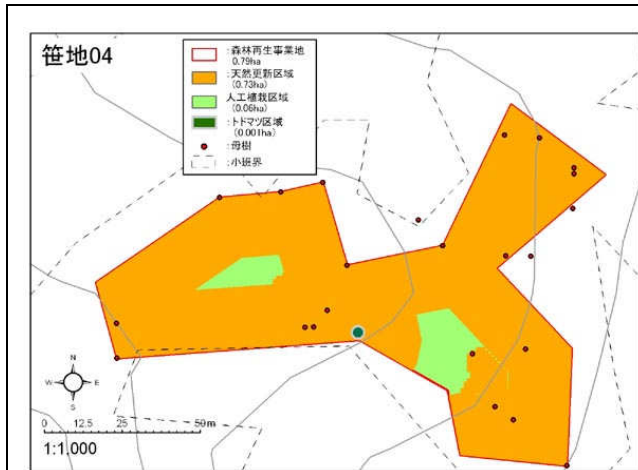 笹地04
:森林再生事業地
0.79ha
:天然更新区域
(0.73ha)
人工植栽区域
(0.06ha)
:トドマツ区域
(0.001ha)
:母樹
:小班界
N
W E
S
0 12.5 25 50m
1:1,000